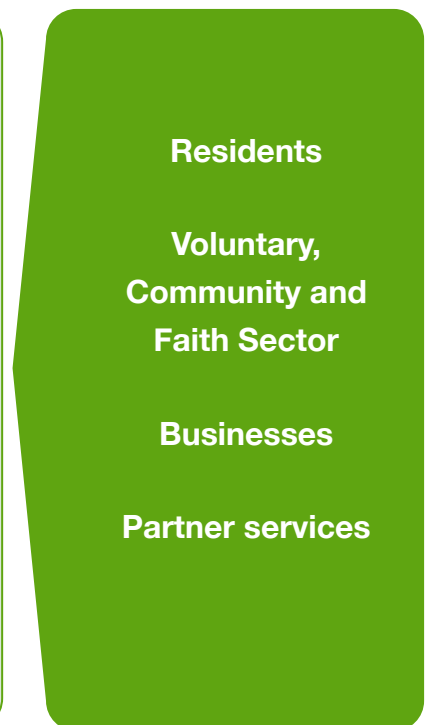 Residents
Voluntary,
Community and
Faith Sector
Businesses
Partner services